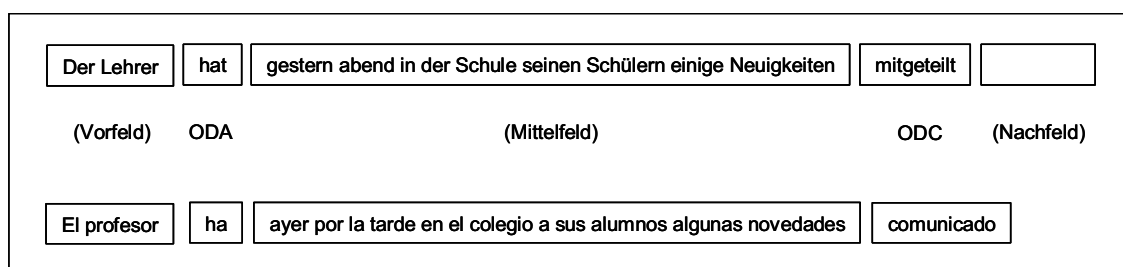 Der Lehrer hat gestern abend in der Schule seinen Schülern einige Neuigkeiten mitgeteilt
(Vorfeld) ODA (Mittelfeld) ODC (Nachfeld)
El profesor ha ayer por la tarde en el colegio a sus alumnos algunas novedades comunicado